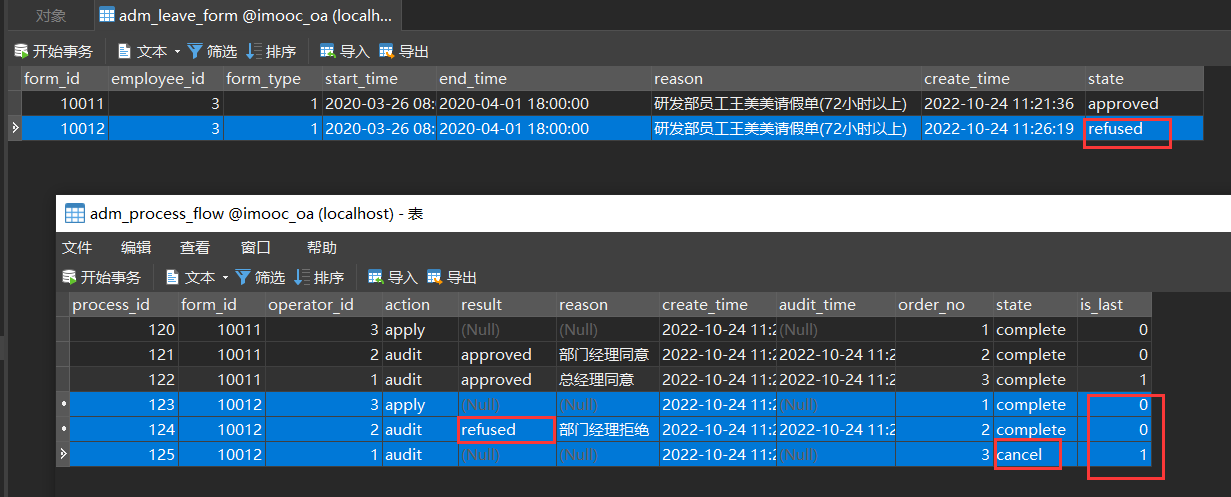 对象 adm_leave_form @imooc_oa (localh...
开始事务 文本 筛选 排序 导入 导出
form_id employee_id form_type start_time end_time reason create_time state
10011 3 1 2020-03-26 08: 2020-04-01 18:00:00 研发部员工王美美请假单(72小时以上) 2022-10-24 11:21:36 approved
10012 3 1 2020-03-26 08: 2020-04-01 18:00:00 研发部员工王美美请假单(72小时以上) 2022-10-24 11:26:19 refused
adm_process_flow @imooc_oa (localhost) - 表
文件 编辑 查看 窗口 帮助
开始事务 文本 筛选 排序 导入 导出
process_id form_id operator_id action result reason create_time audit_time order_no state is_last
120 10011 3 apply (Null) (Null) 2022-10-24 11:2 (Null) 1 complete 0
121 10011 2 audit approved 部门经理同意 2022-10-24 11:2 2022-10-24 11:2 2 complete 0
122 10011 1 audit approved 总经理同意 2022-10-24 11:2 2022-10-24 11:2 3 complete 1
123 10012 3 apply (Null) (Null) 2022-10-24 11:2 (Null) 1 complete 0
124 10012 2 audit refused 部门经理拒绝 2022-10-24 11:2 2022-10-24 11:2 2 complete 0
125 10012 1 audit (Null) (Null) 2022-10-24 11:2 (Null) 3 cancel 1